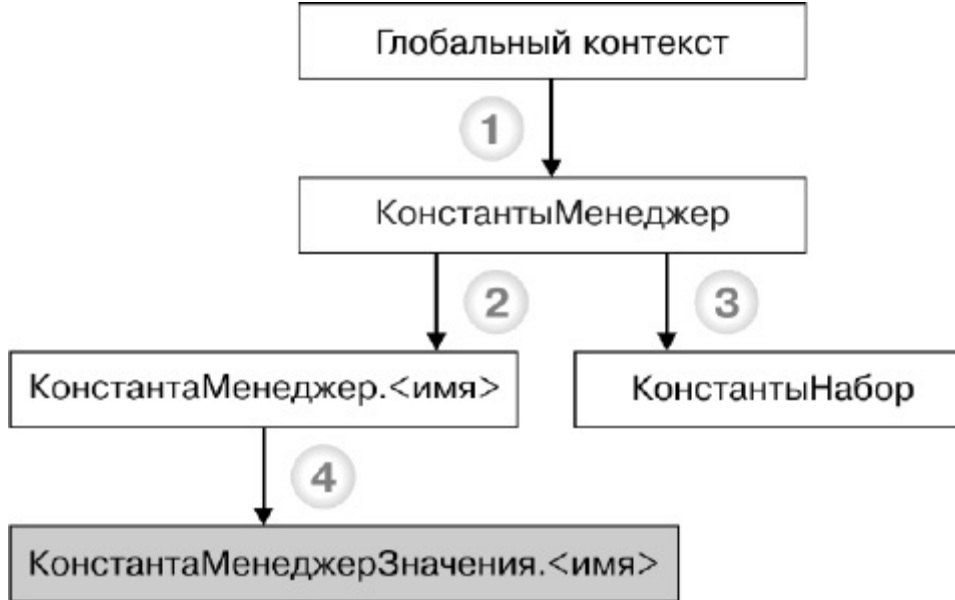 Глобальный контекст
1
КонстантыМенеджер
2
3
КонстантаМенеджер.<имя>
КонстантыНабор
4
КонстантаМенеджерЗначения.<имя>